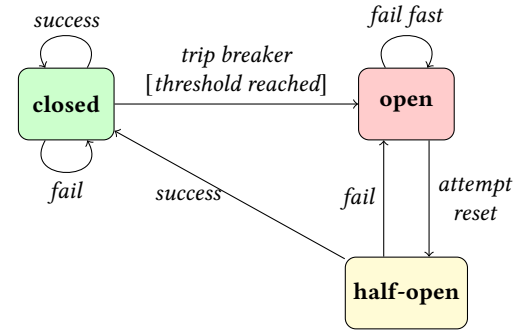 success
fail fast
trip breaker
[threshold reached]
closed
open
fail
success
fail
attempt
reset
half-open